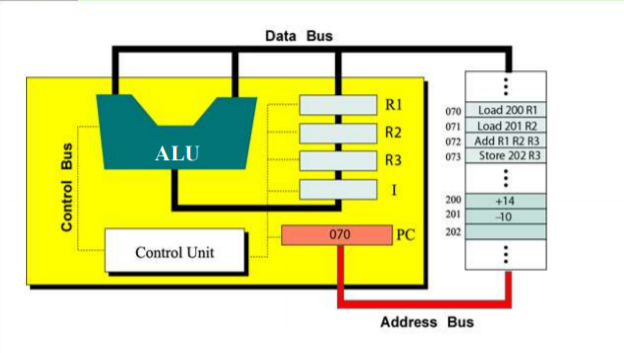 Data Bus
R1
R2
R3
I
ALU
Control Bus
Control Unit
070
PC
070 Load 200 R1
071 Load 201 R2
072 Add R1 R2 R3
073 Store 202 R3
200 +14
201 -10
202
Address Bus